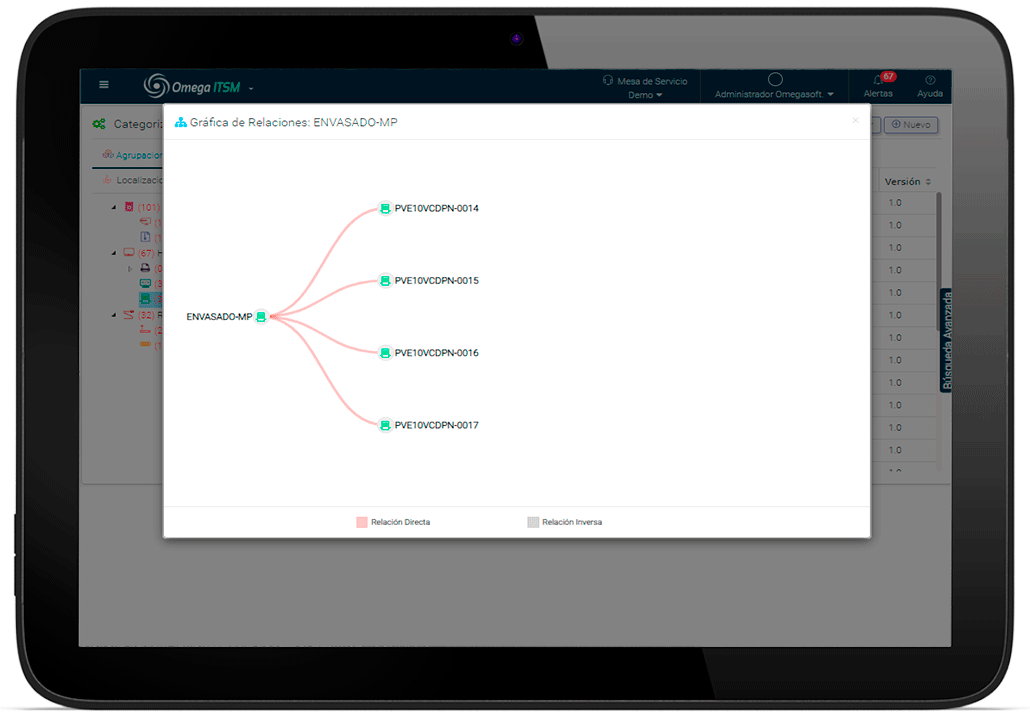 Omega ITSM
Mesa de Servicio
Demo
Administrador Omegasoft.
67
Alertas
Ayuda
Gráfica de Relaciones: ENVASADO-MP
×
Nuevo
Agrupacion
Versión
(101)
(67)
(32) R
1.0
1.0
1.0
1.0
1.0
1.0
1.0
1.0
1.0
1.0
1.0
1.0
1.0
Búsqueda Avanzada
PVE10VCDPN-0014
PVE10VCDPN-0015
ENVASADO-MP
PVE10VCDPN-0016
PVE10VCDPN-0017
Relación Directa
Relación Inversa